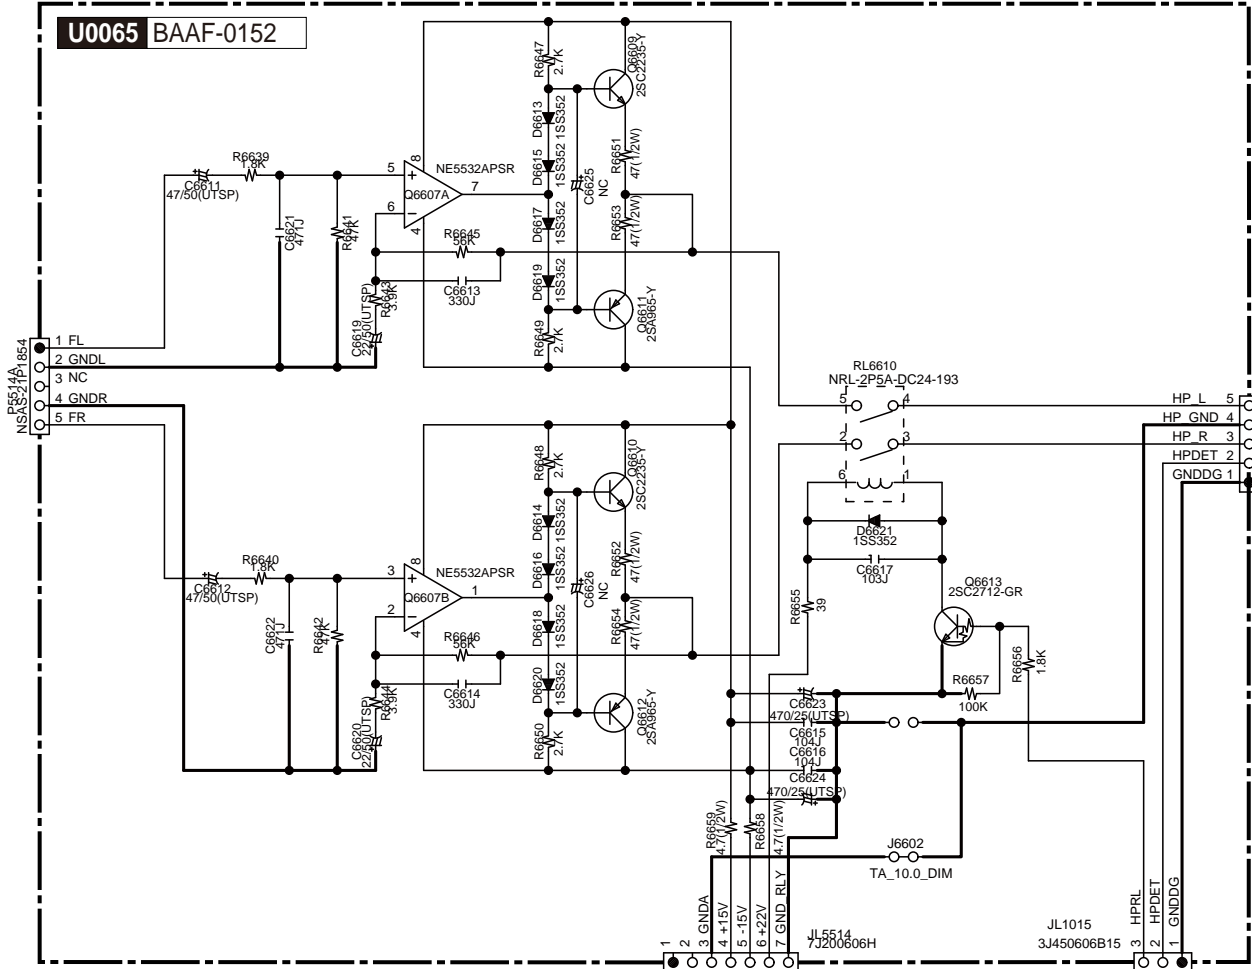 U0065 BAAF-0152
R6647
2.7K
Q6609
2SC2235-Y
D6613
1SS352
D6615
1SS352
R6651
47(1/2W)
C6625
NC
R6639
1.8K
C6611
47/50(UTSP)
5
8
NE5532APSR
Q6607A
7
6
4
C6621
471J
R6641
47K
D6617
1SS352
R6653
47(1/2W)
R6645
56K
C6613
330J
R6643
3.9K
C6619
22/50(UTSP)
D6619
1SS352
Q6611
2SA965-Y
R6649
2.7K
P5514A
NSAS-21P1854
1 FL
2 GNDL
3 NC
4 GNDR
5 FR
RL6610
NRL-2P5A-DC24-193
5
4
2
3
6
1
HP_L 5
HP_GND 4
HP_R 3
HPDET 2
GNDDG 1
R6648
2.7K
Q6610
2SC2235-Y
D6614
1SS352
D6616
1SS352
R6652
47(1/2W)
C6626
NC
D6621
1SS352
C6617
103J
R6640
1.8K
C6612
47/50(UTSP)
3
8
NE5532APSR
Q6607B
1
2
4
C6622
471J
R6642
47K
D6618
1SS352
R6654
47(1/2W)
R6655
39
Q6613
2SC2712-GR
R6656
1.8K
R6657
100K
R6646
56K
C6614
330J
R6644
3.9K
C6620
22/50(UTSP)
D6620
1SS352
Q6612
2SA965-Y
R6650
2.7K
C6623
470/25(UTSP)
C6615
104J
C6616
104J
C6624
470/25(UTSP)
R6659
4.7(1/2W)
R6658
4.7(1/2W)
J6602
TA_10.0_DIM
1
2
3 GNDA
4 +15V
5 -15V
6 +22V
7 GND_RLY
JL5514
7J200606H
JL1015
3J450606B15
3 HPRL
2 HPDET
1 GNDDG